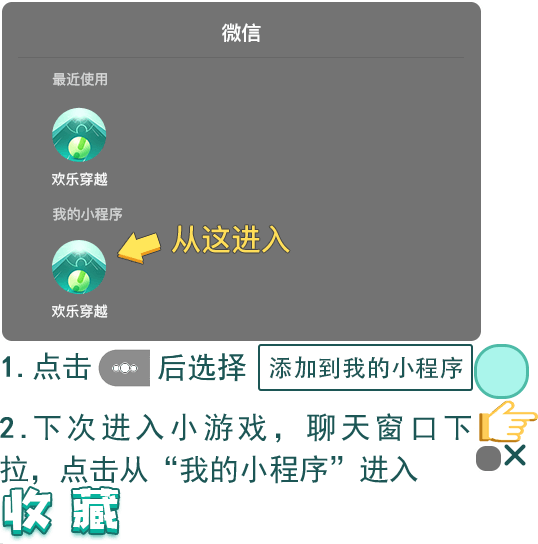 微信
最近使用
欢乐穿越
我的小程序
从这进入
欢乐穿越
1.点击 后选择 添加到我的小程序
2.下次进入小游戏，聊天窗口下
拉，点击从“我的小程序”进入
收藏